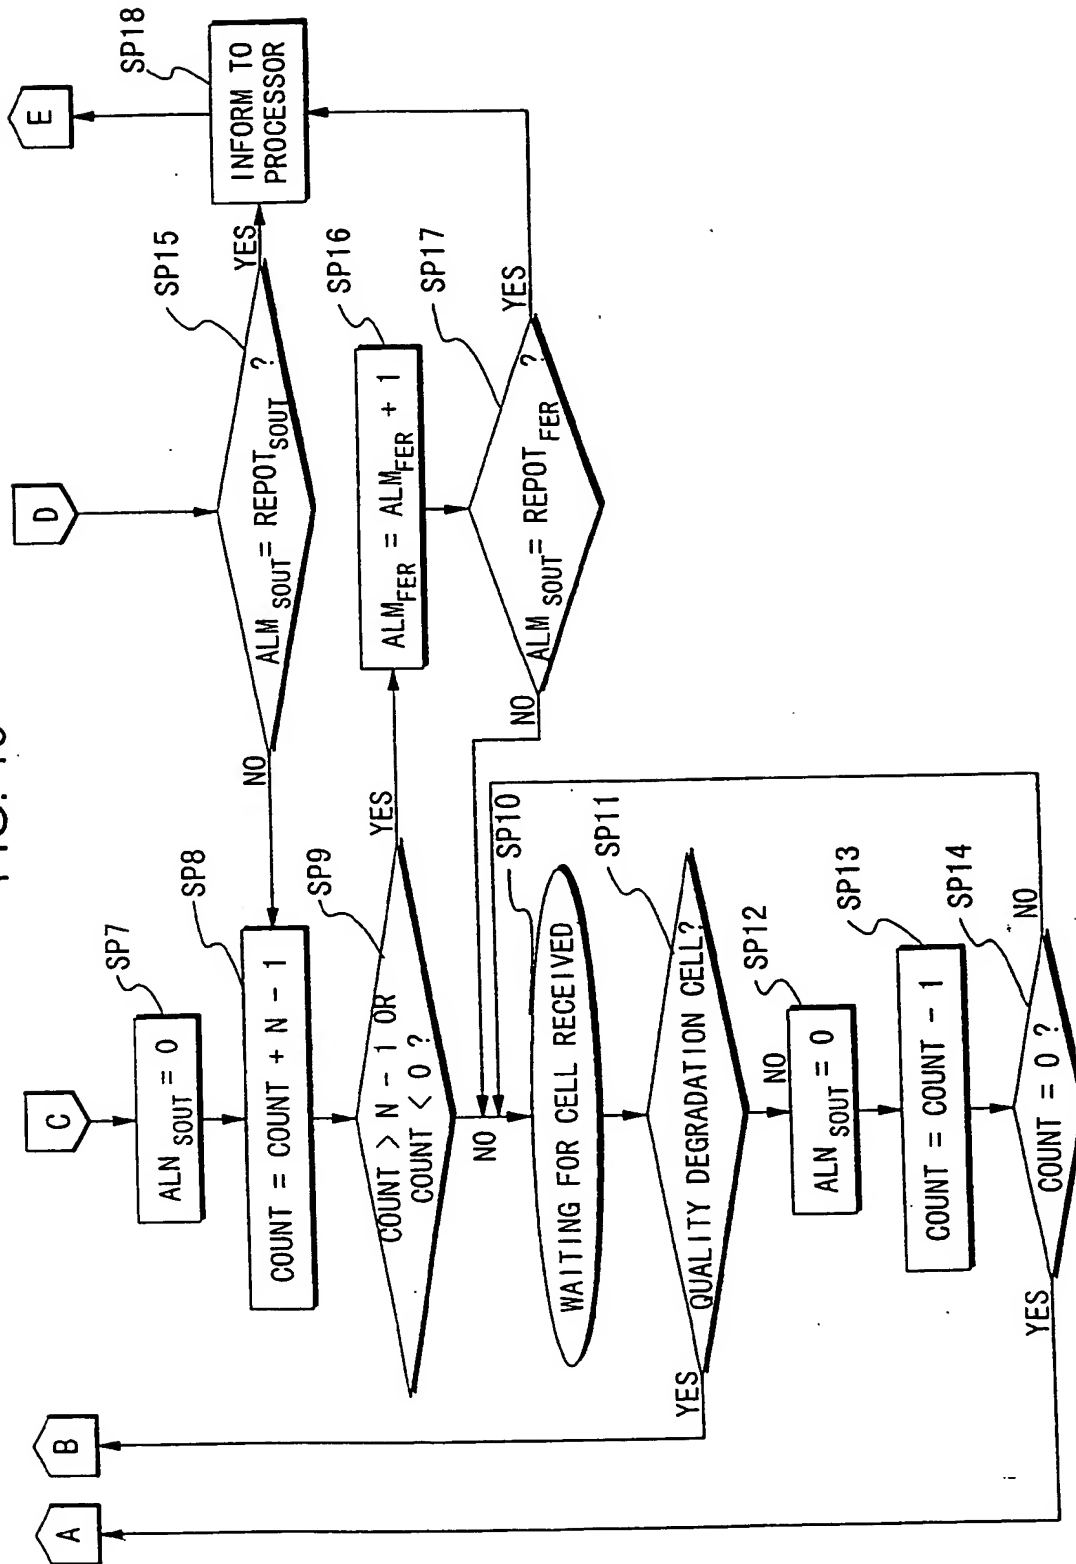 A
B
C
D
E
SP7
ALN SOUT = 0
SP8
COUNT = COUNT + N - 1
NO
SP9
COUNT > N - 1 OR
COUNT < 0 ?
YES
NO
SP10
WAITING FOR CELL RECEIVED
SP11
QUALITY DEGRADATION CELL?
YES
NO
SP12
ALN SOUT = 0
SP13
COUNT = COUNT - 1
SP14
COUNT = 0 ?
YES
NO
SP15
ALM SOUT = REPOT SOUT ?
YES
SP16
ALM FER = ALM FER + 1
SP17
ALM SOUT = REPOT FER ?
NO
YES
SP18
INFORM TO
PROCESSOR